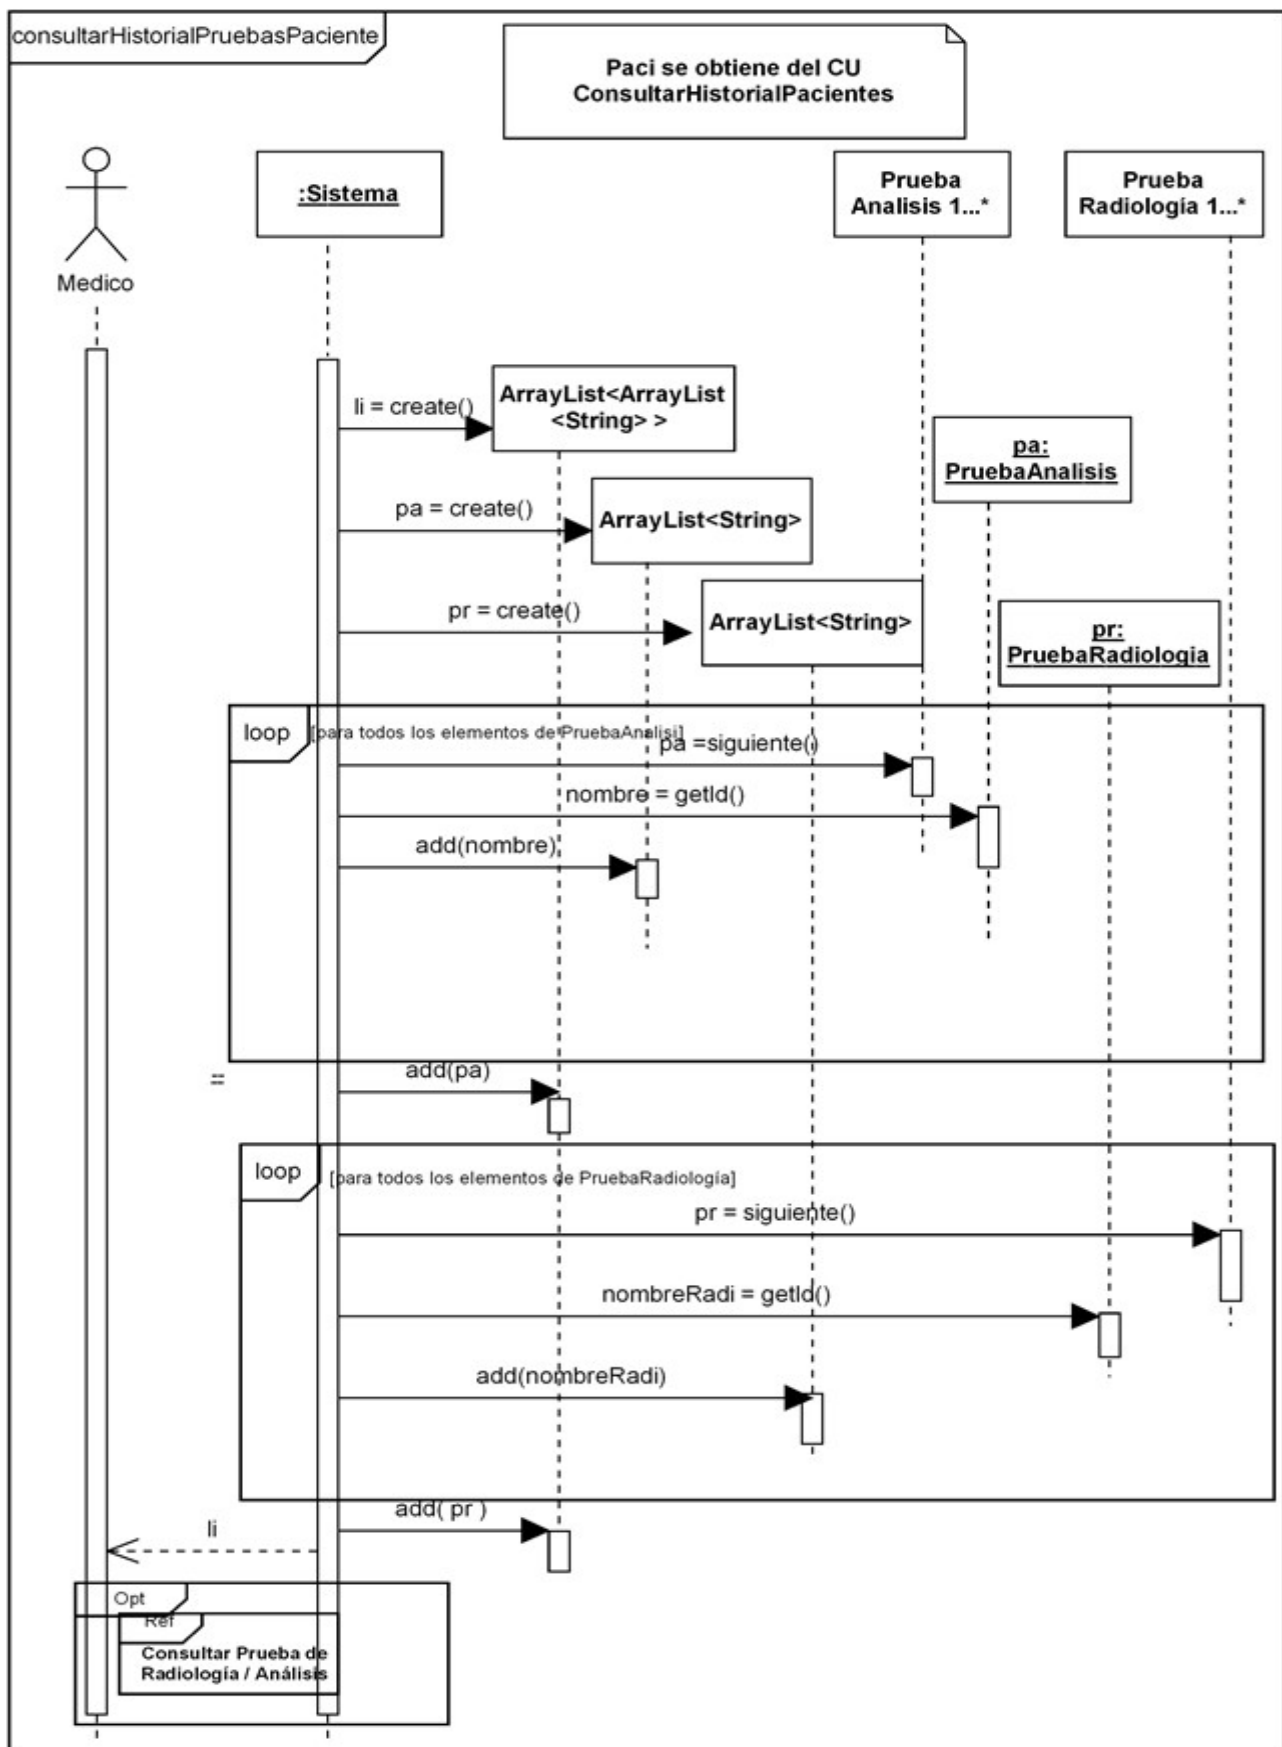 consultarHistorialPruebasPaciente
Paci se obtiene del CU
ConsultarHistorialPacientes
:Sistema
Prueba
Analisis 1...*
Prueba
Radiología 1...*
Medico
li = create()
ArrayList<ArrayList
<String> >
pa:
PruebaAnalisis
pa = create()
ArrayList<String>
pr = create()
ArrayList<String>
pr:
PruebaRadiologia
loop
[para todos los elementos de PruebaAnalisi]
pa =siguiente()
nombre = getId()
add(nombre)
=
add(pa)
loop
[para todos los elementos de PruebaRadiología]
pr = siguiente()
nombreRadi = getId()
add(nombreRadi)
add( pr )
li
Opt
Ref
Consultar Prueba de
Radiología / Análisis